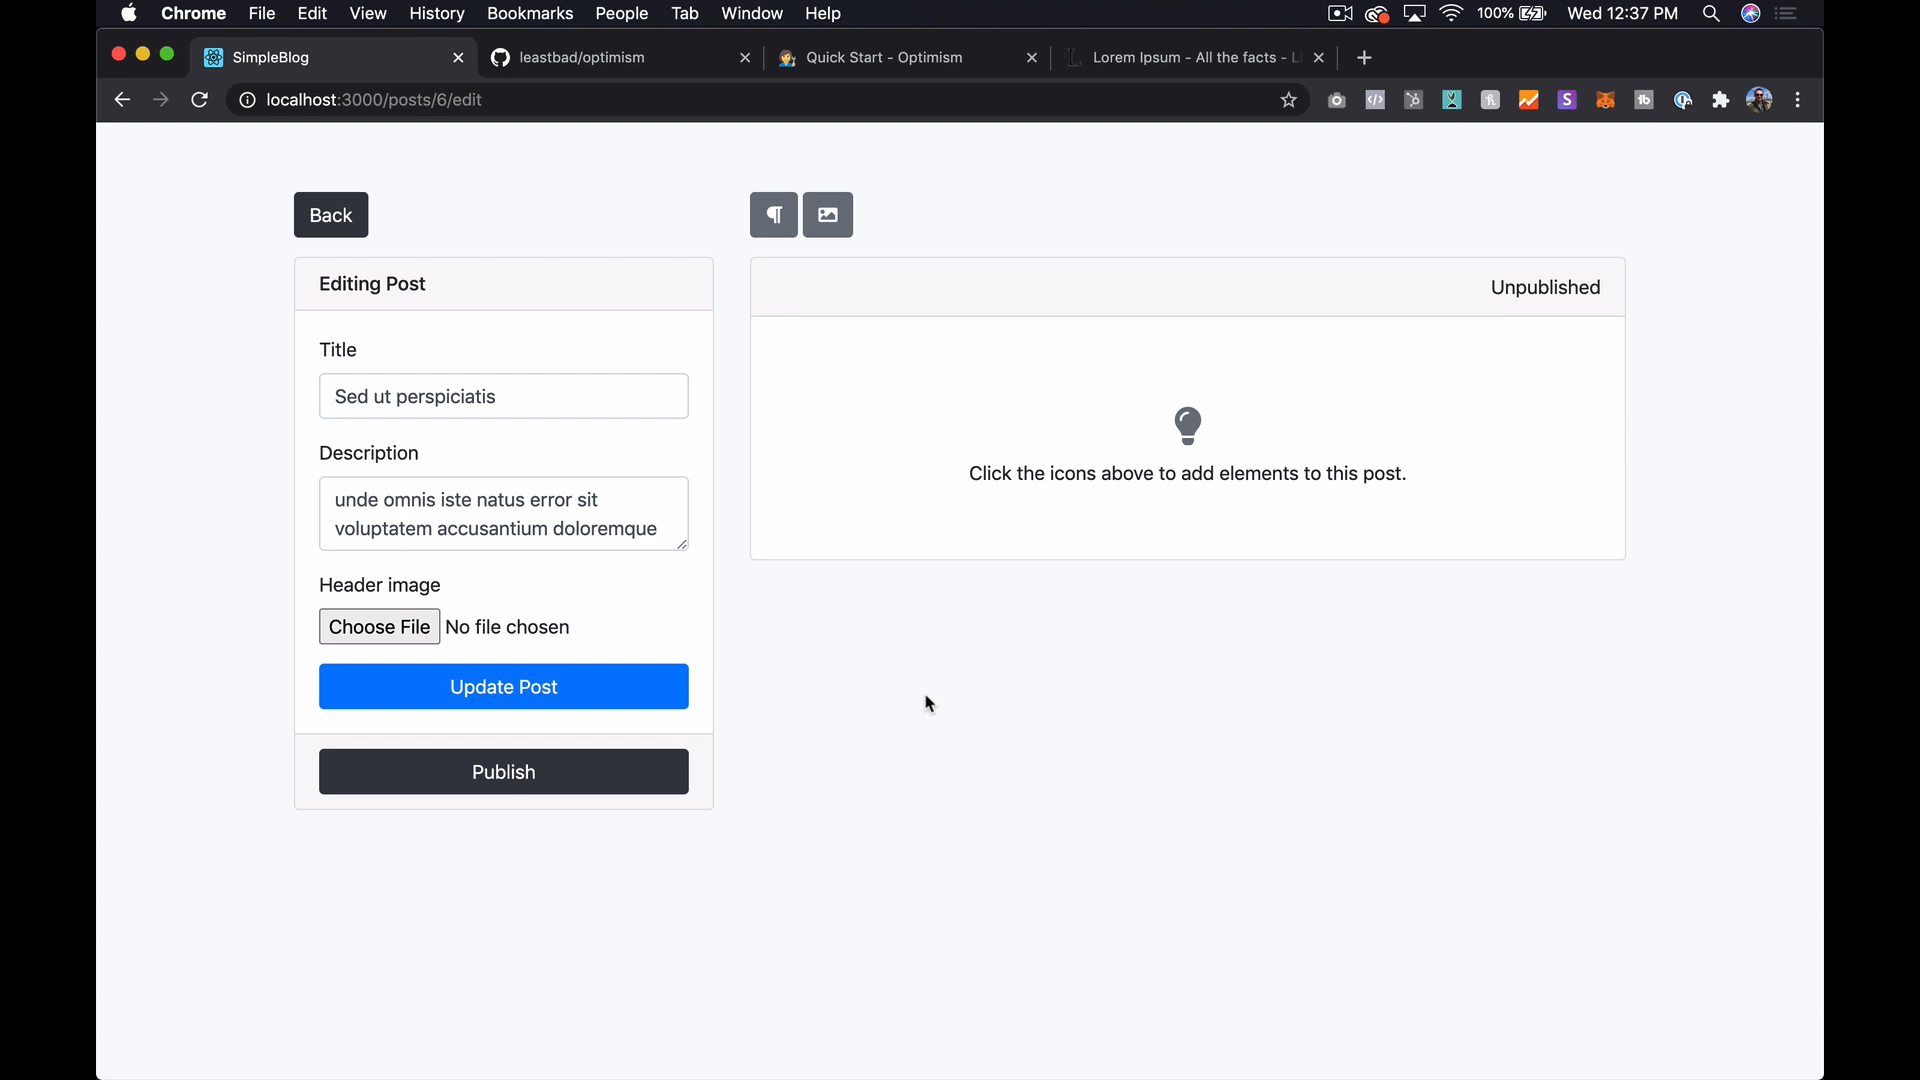 Chrome File Edit View History Bookmarks People Tab Window Help 100% Wed 12:37 PM
SimpleBlog leastbad/optimism Quick Start - Optimism Lorem Ipsum - All the facts - L
localhost:3000/posts/6/edit
Back
Editing Post
Unpublished
Title
Sed ut perspiciatis
Description
unde omnis iste natus error sit
voluptatem accusantium doloremque
Click the icons above to add elements to this post.
Header image
Choose File No file chosen
Update Post
Publish